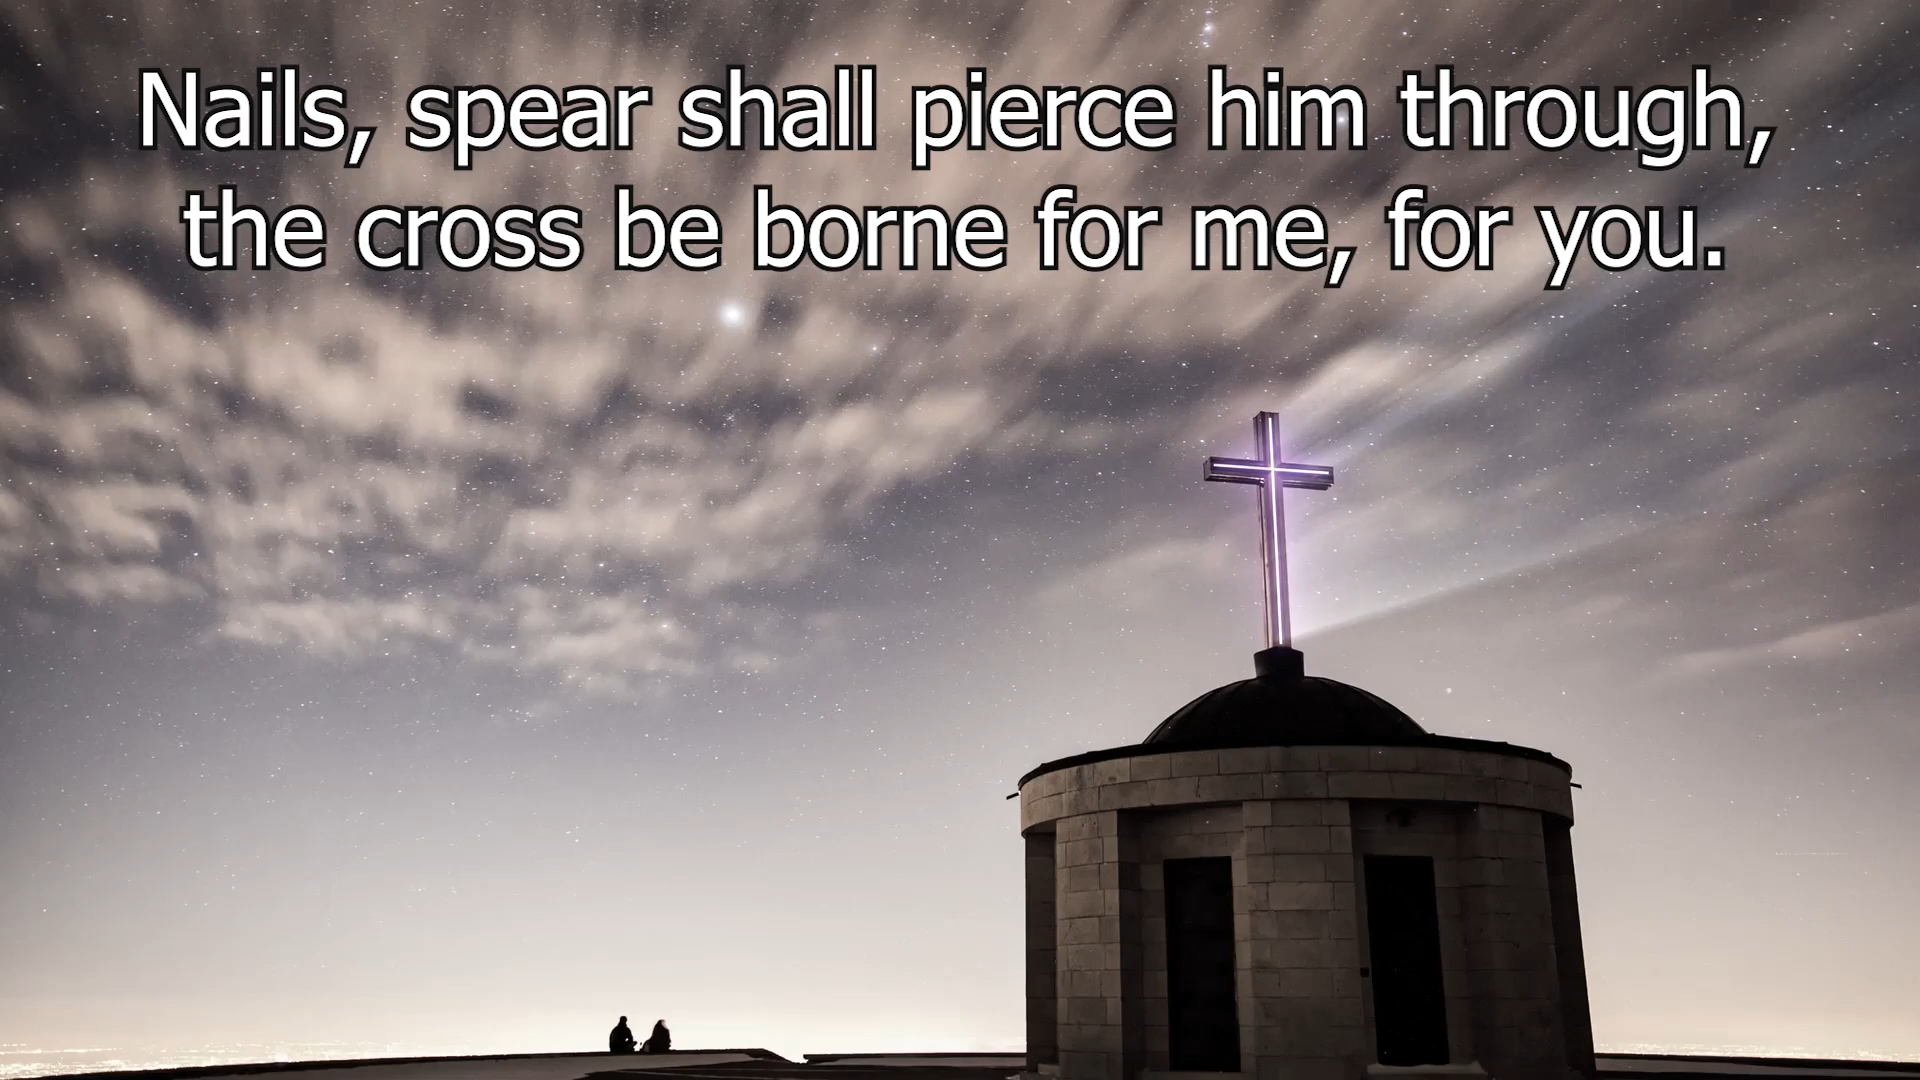 Nails, spear shall pierce him through,
the cross be borne for me, for you.